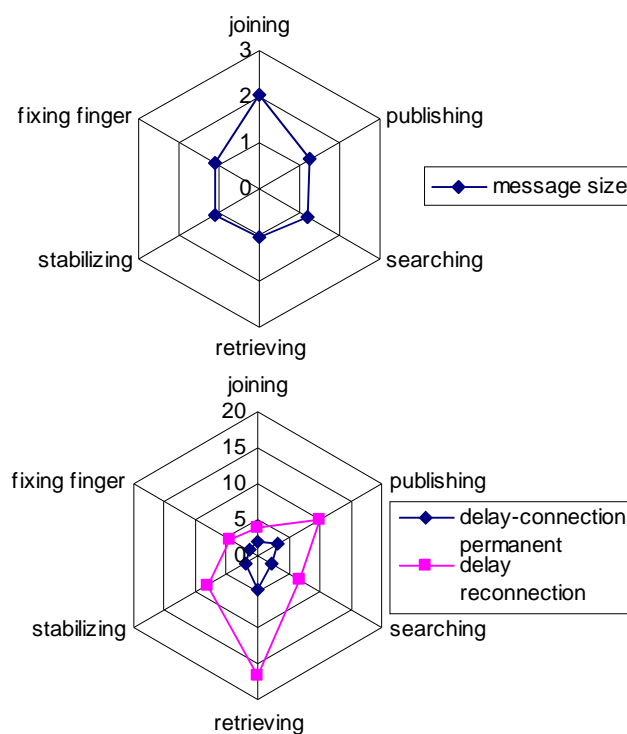 joining
3
2
fixing finger
publishing
1
0
message size
stabilizing
searching
retrieving
joining
20
15
fixing finger
publishing
10
5
0
delay-connection
permanent
delay
reconnection
stabilizing
searching
retrieving